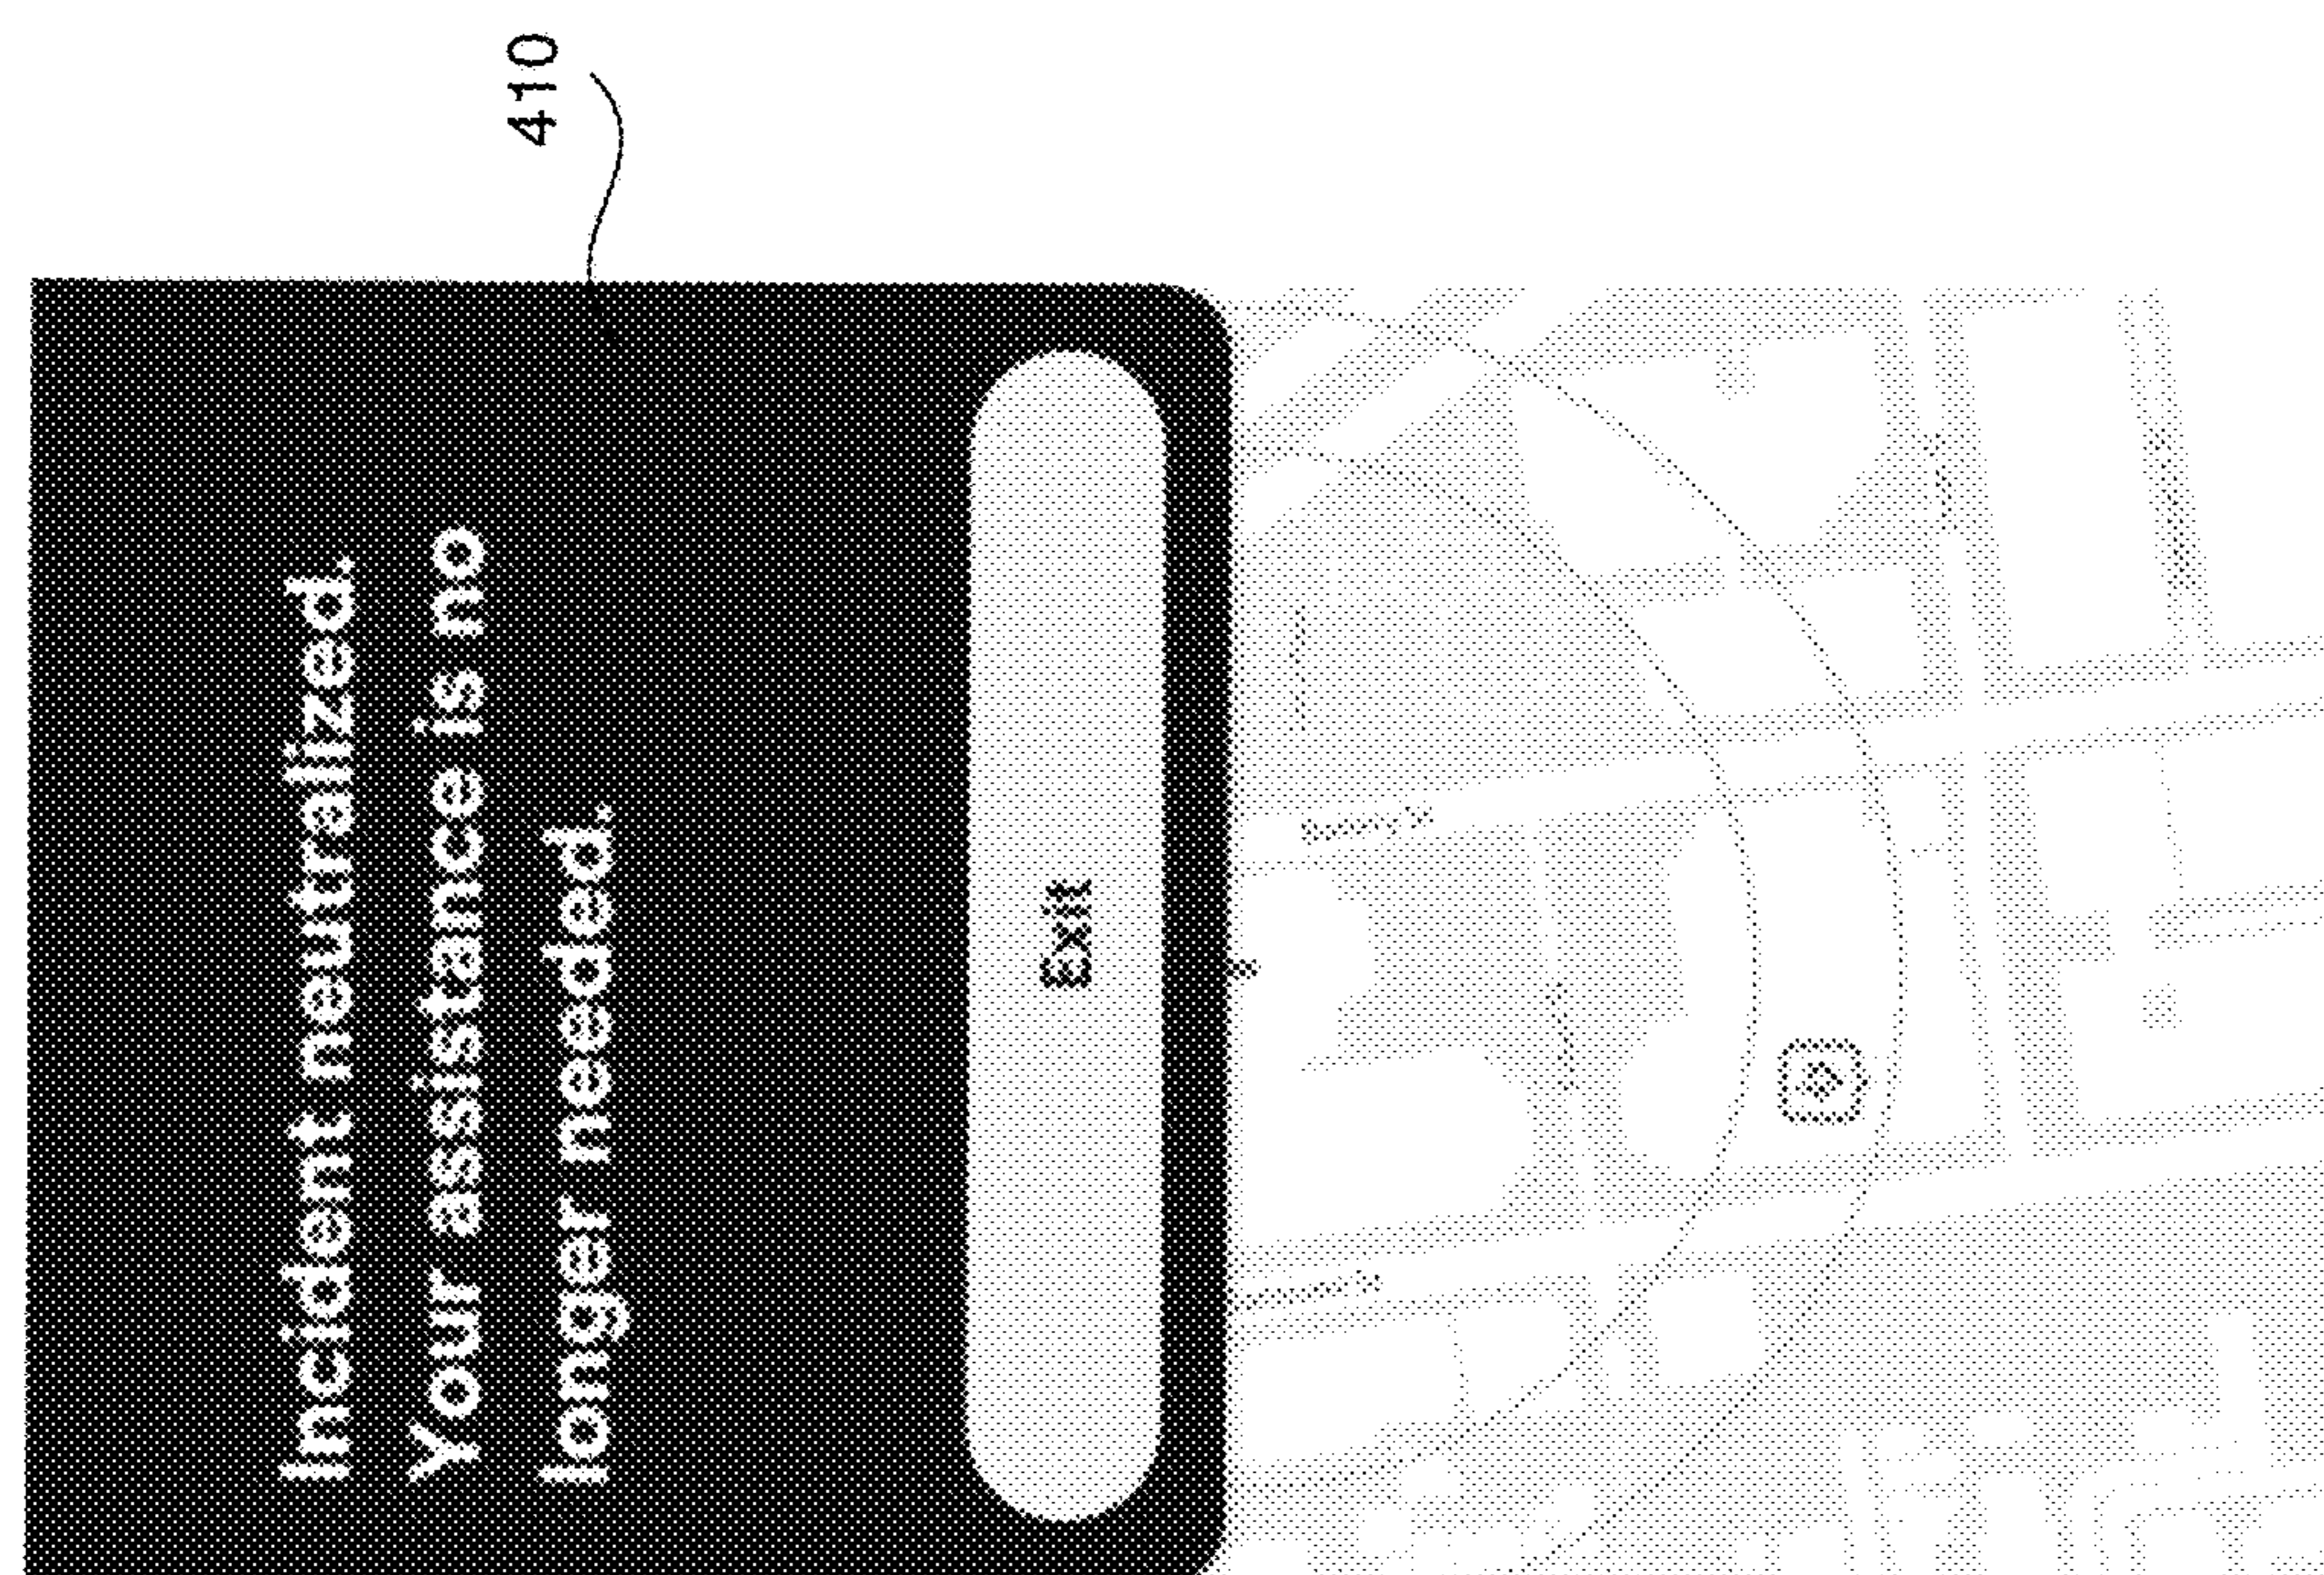 410
Incident neutralized.
Your assistance is no
longer needed.
Exit